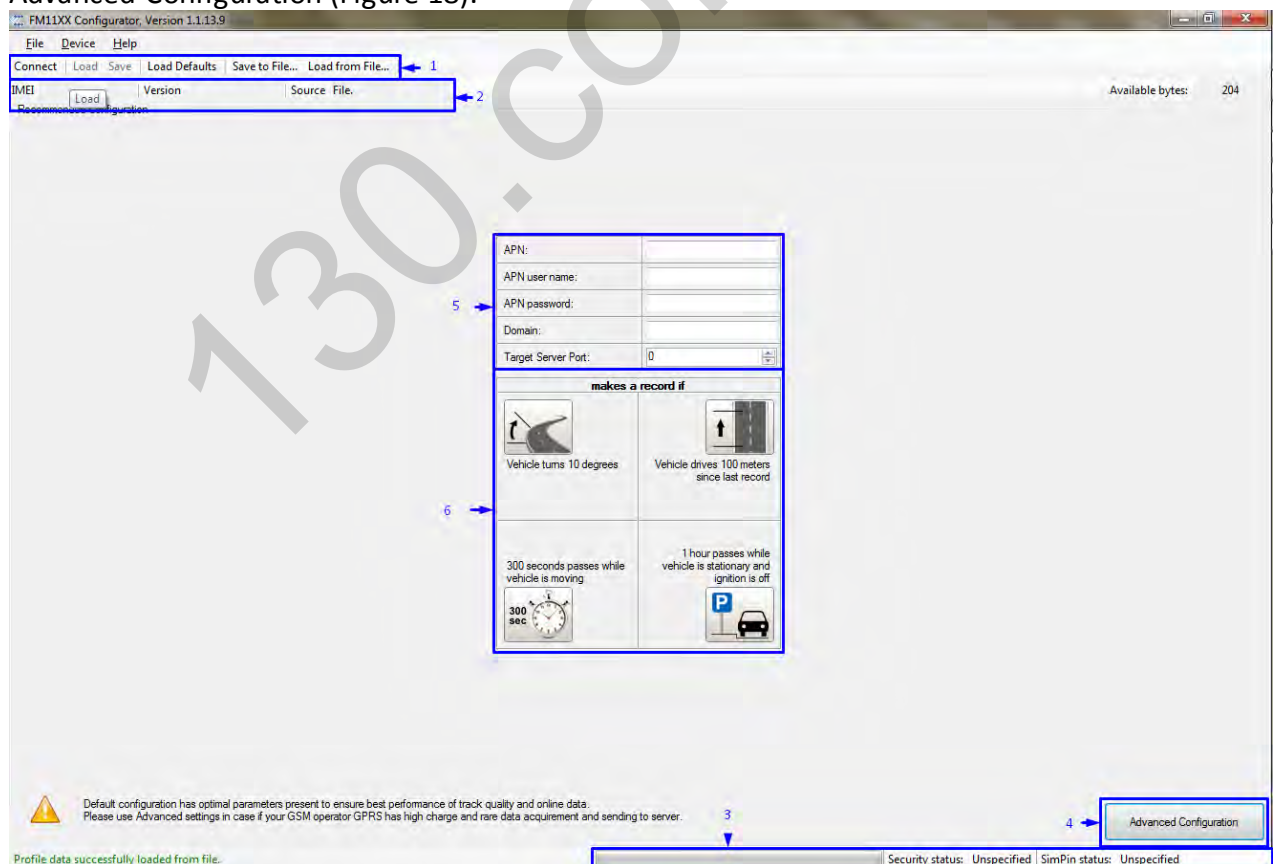 Advanced Configuration (Figure 18).
FM11XX Configurator, Version 1.1.13.9
File Device Help
Connect Load Save Load Defaults Save to File... Load from File... 1
IMEI Version Source File. 2 Available bytes: 204
Load
Recommended configuration
130.co
APN:
APN user name:
5 APN password:
Domain:
Target Server Port: 0
makes a record if
Vehicle turns 10 degrees
Vehicle drives 100 meters
since last record
6
300 seconds passes while
vehicle is moving
1 hour passes while
vehicle is stationary and
ignition is off
300
sec
P
Default configuration has optimal parameters present to ensure best performance of track quality and online data.
Please use Advanced settings in case if your GSM operator GPRS has high charge and rare data acquirement and sending to server.
3
4 Advanced Configuration
Profile data successfully loaded from file.
Security status: Unspecified SimPin status: Unspecified